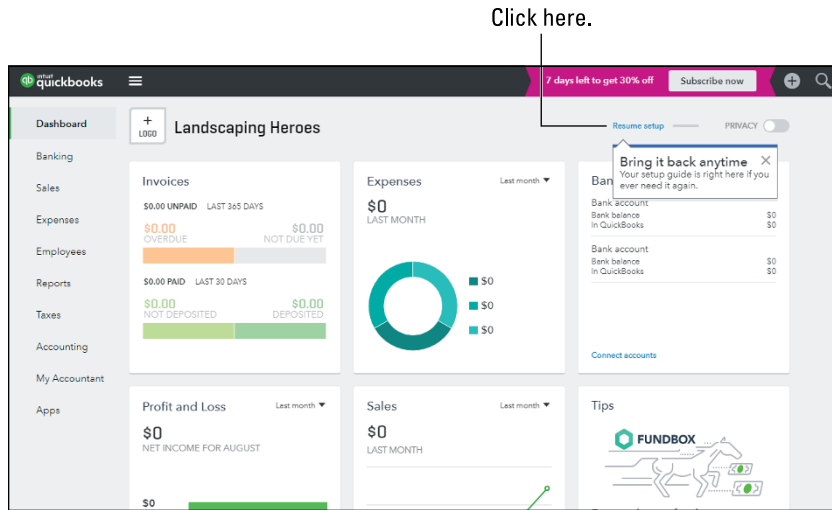 Click here.
qb intuit quickbooks
7 days left to get 30% off
Subscribe now
Dashboard
Banking
Sales
Expenses
Employees
Reports
Taxes
Accounting
My Accountant
Apps
+
LOGO
Landscaping Heroes
Resume setup
PRIVACY
Bring it back anytime
Your setup guide is right here if you
ever need it again.
Invoices
$0.00 UNPAID LAST 365 DAYS
$0.00 $0.00
OVERDUE NOT DUE YET
$0.00 PAID LAST 30 DAYS
$0.00 $0.00
NOT DEPOSITED DEPOSITED
Expenses Last month
$0
LAST MONTH
$0
$0
$0
Ban
Bank account
Bank balance $0
In QuickBooks $0
Bank account
Bank balance $0
In QuickBooks $0
Connect accounts
Profit and Loss Last month
$0
NET INCOME FOR AUGUST
$0
Sales Last month
$0
LAST MONTH
Tips
FUNDBOX